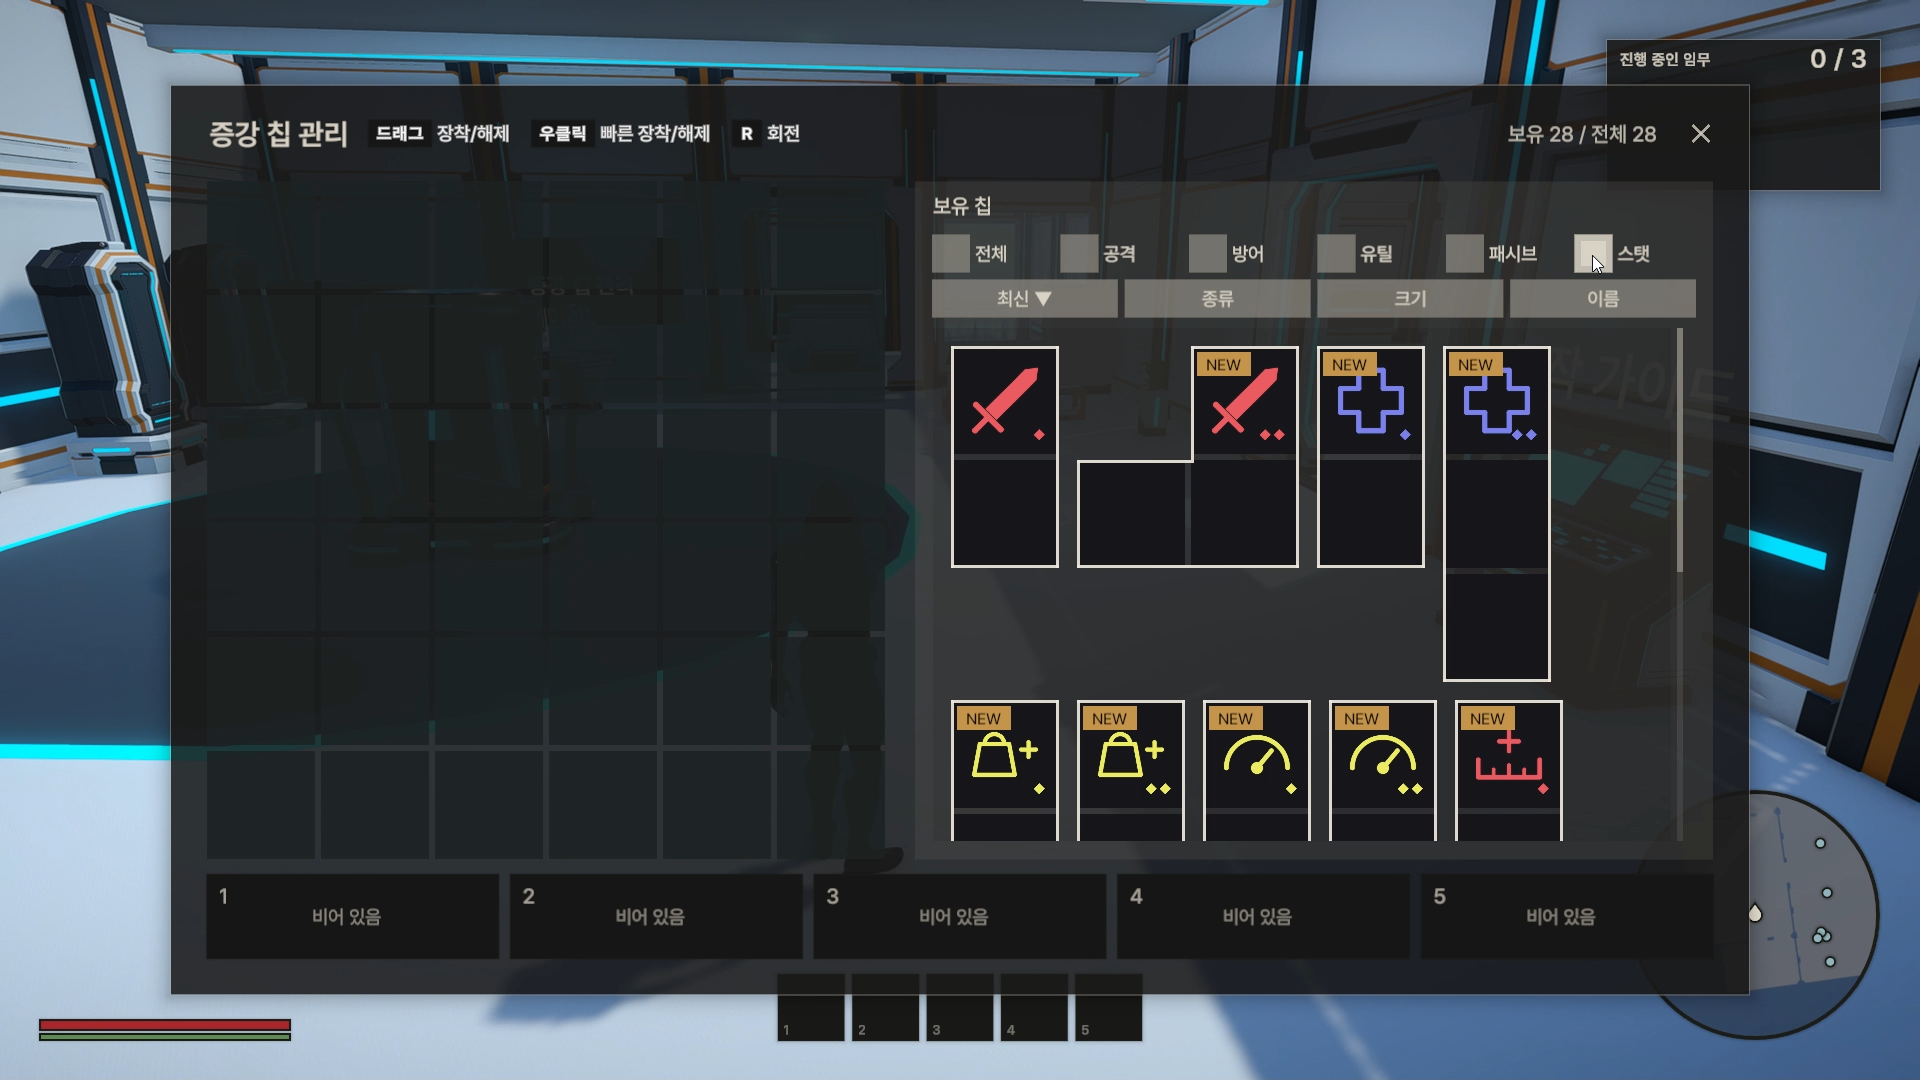 진행 중인 임무 0 / 3
증강 칩 관리 드래그 장착/해제 우클릭 빠른 장착/해제 R 회전 보유 28 / 전체 28
보유 칩
전체 공격 방어 유틸 패시브 스탯
최신 ▼ 종류 크기 이름
NEW NEW NEW
작 가이드
NEW NEW NEW NEW NEW
1 2 3 4 5
비어 있음 비어 있음 비어 있음 비어 있음 비어 있음
1 2 3 4 5